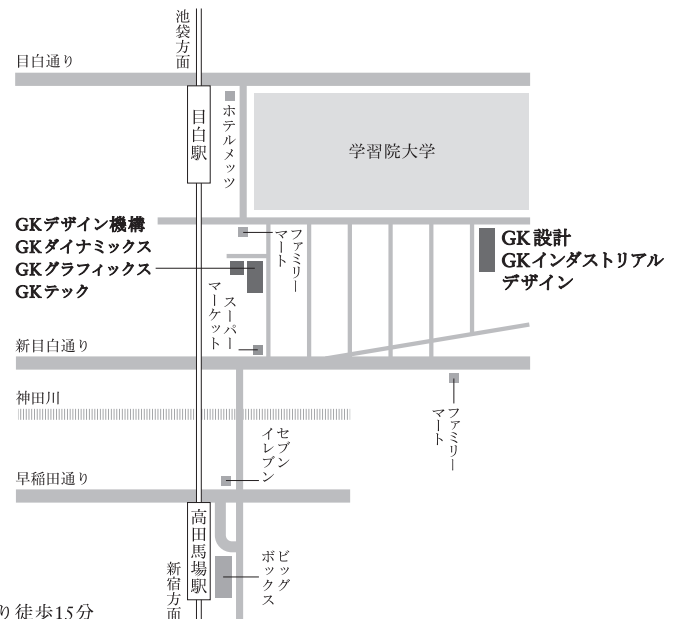 池袋方面
目白通り
目白駅
ホテルメッツ
学習院大学
GKデザイン機構
GKダイナミックス
GKグラフィックス
GKテック
ファミリー
マート
GK設計
GKインダストリアル
デザイン
スーパー
マーケット
新目白通り
神田川
ファミリー
マート
セブン
イレブン
早稲田通り
高田馬場駅
ビッグ
ボックス
新宿方面
り徒歩15分